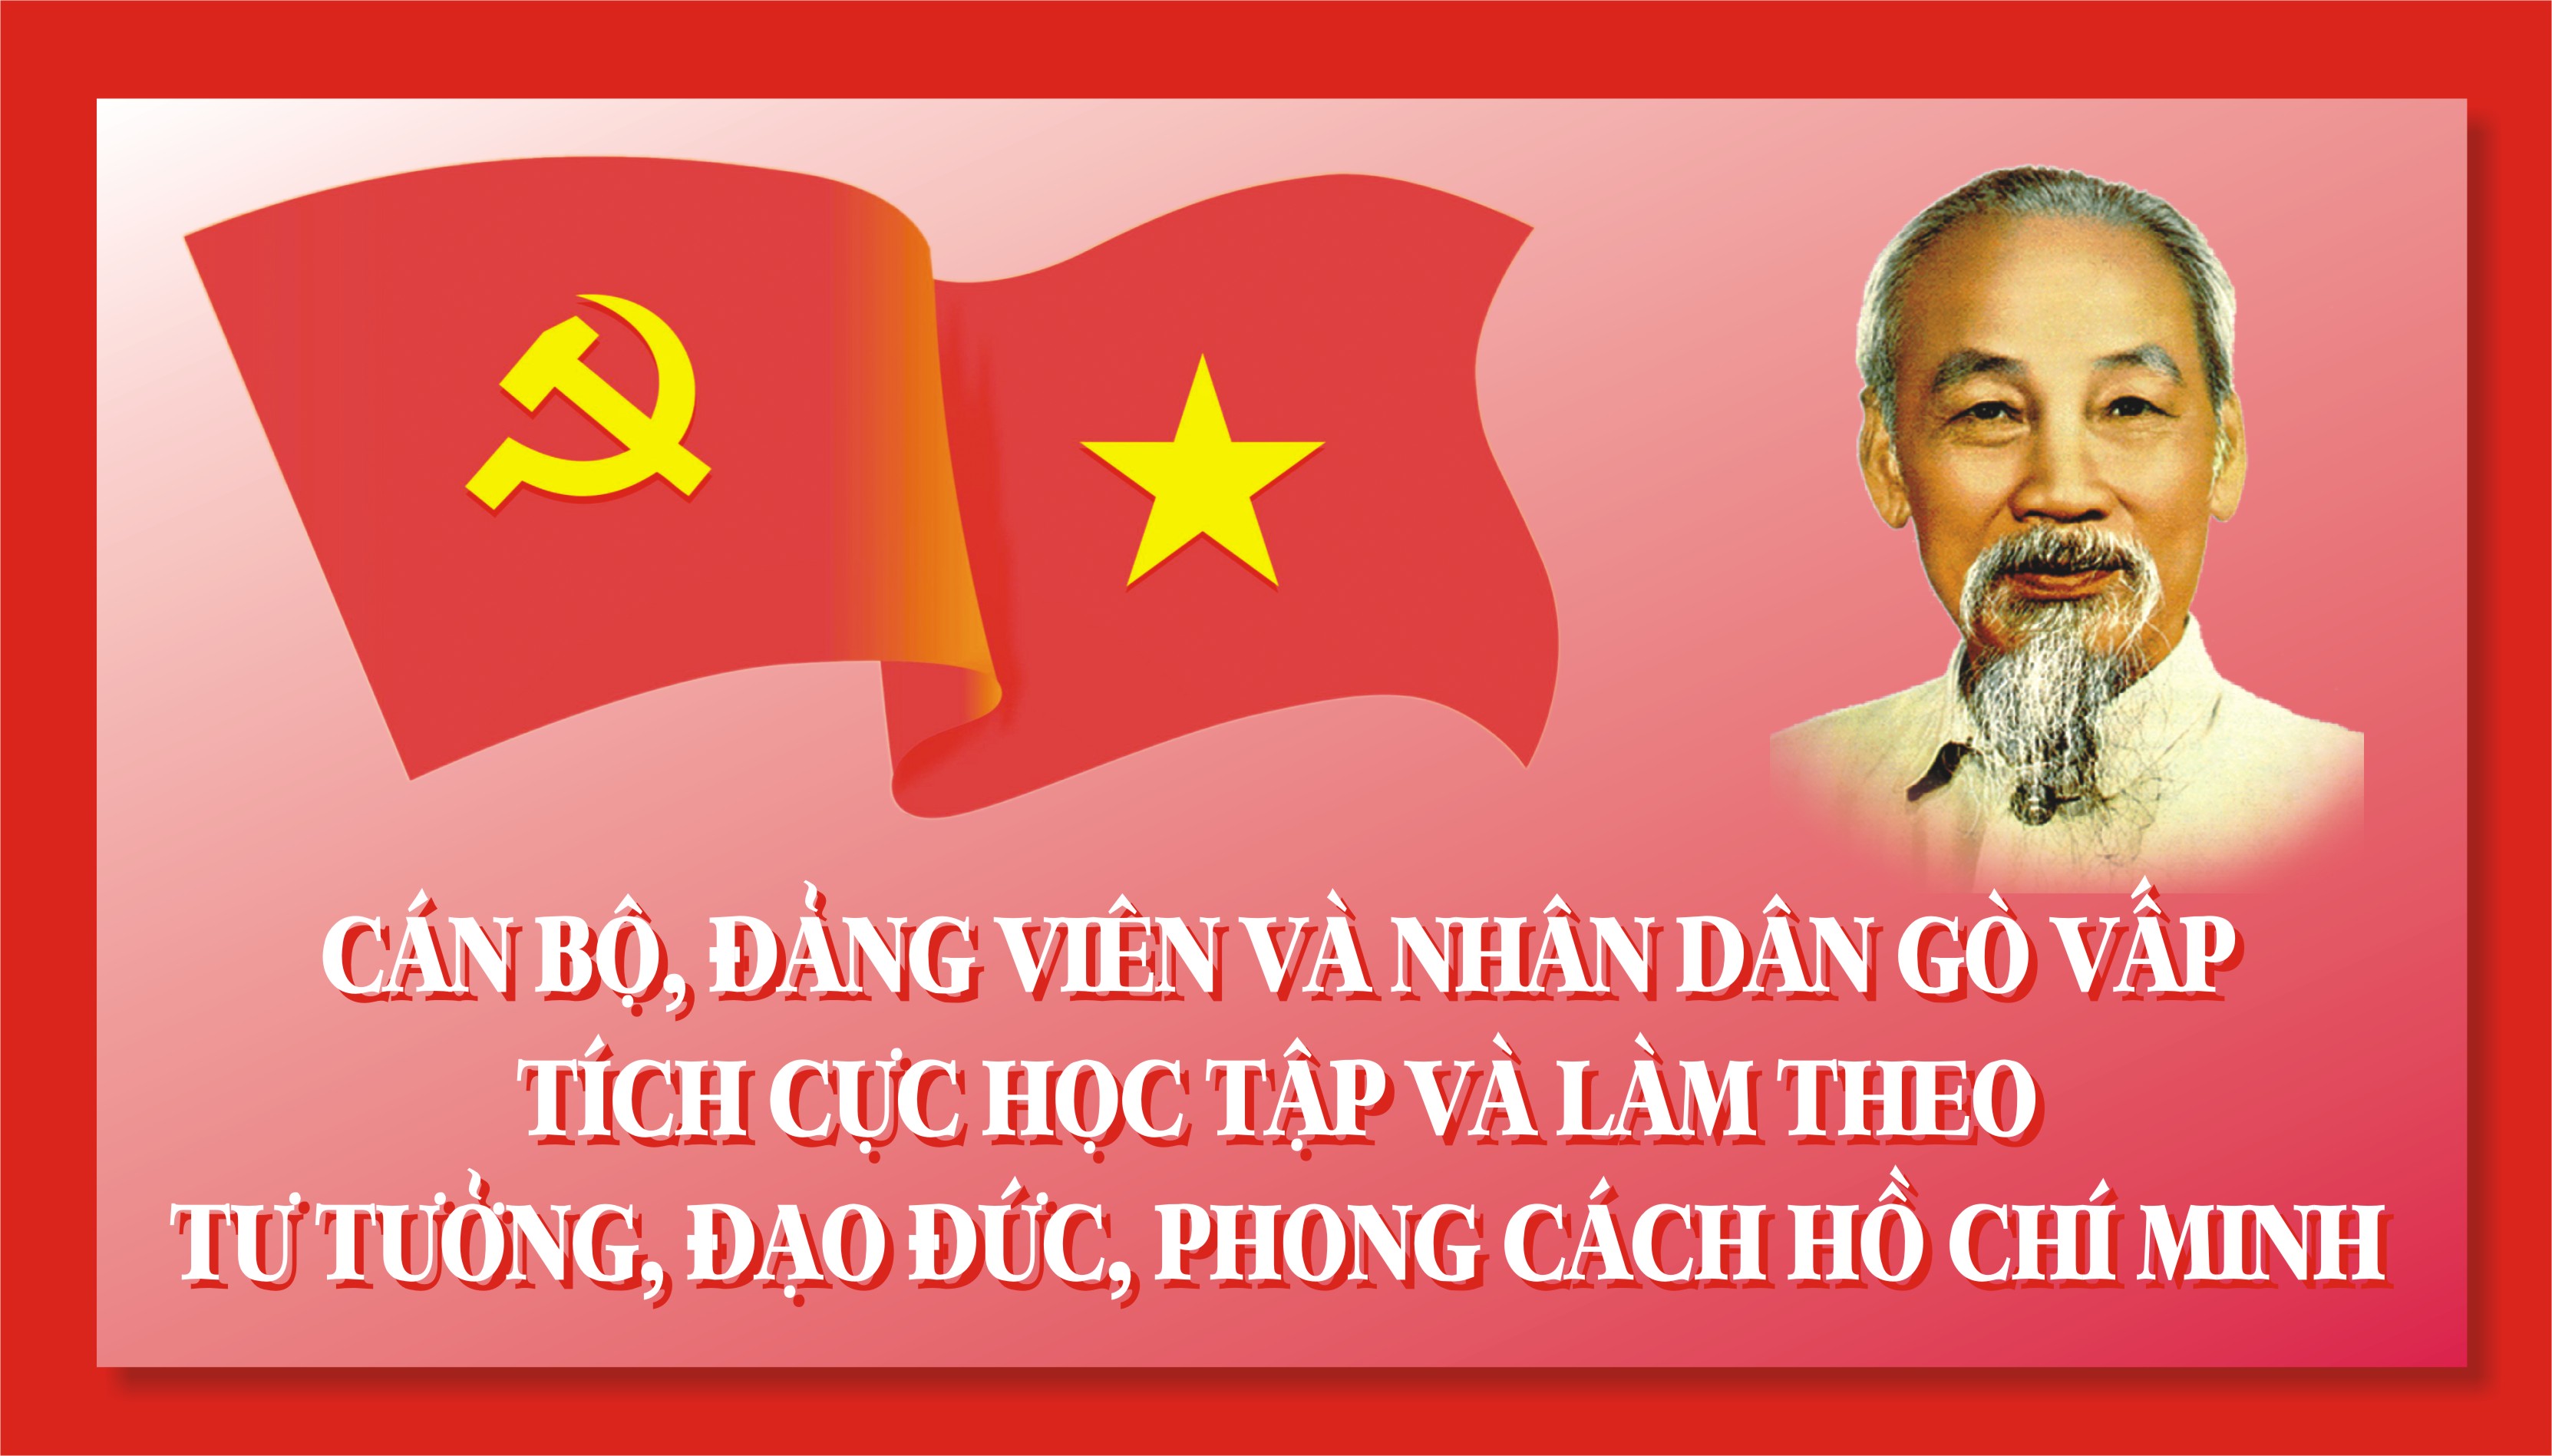 CÁN BỘ, ĐẢNG VIÊN VÀ NHÂN DÂN GÒ VẤP
TÍCH CỰC HỌC TẬP VÀ LÀM THEO
TƯ TƯỞNG, ĐẠO ĐỨC, PHONG CÁCH HỒ CHÍ MINH